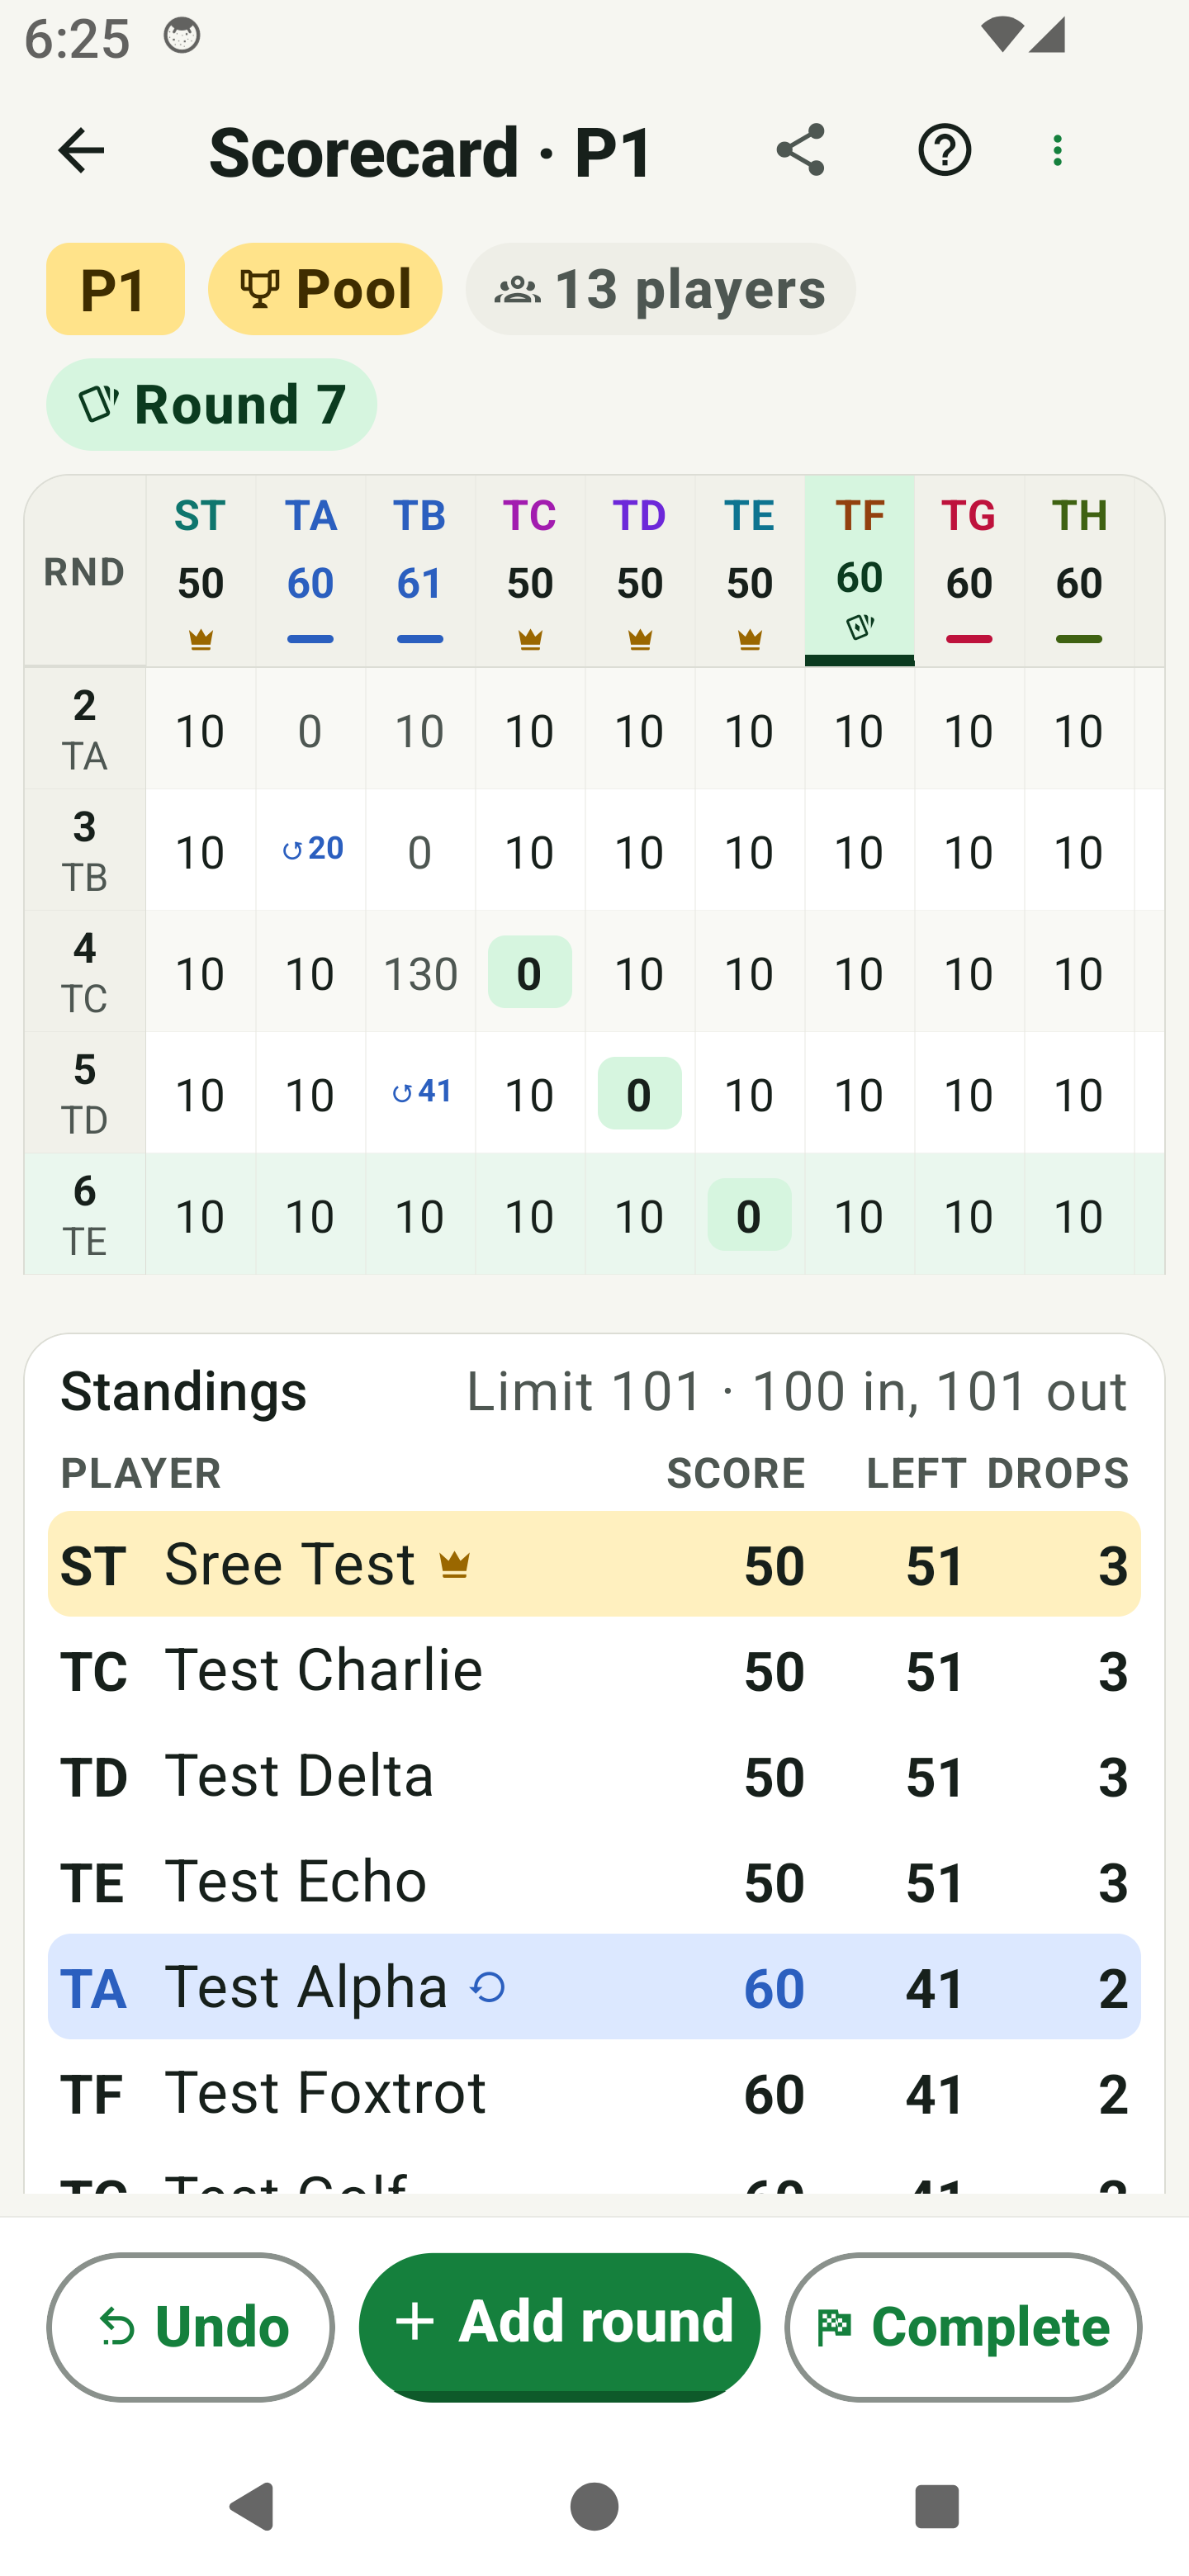 6:25
Scorecard · P1
P1 Pool 13 players
Round 7
RND ST TA TB TC TD TE TF TG TH
50 60 61 50 50 50 60 60 60
2 10 0 10 10 10 10 10 10 10
TA
3 10 20 0 10 10 10 10 10 10
TB
4 10 10 130 0 10 10 10 10 10
TC
5 10 10 41 10 0 10 10 10 10
TD
6 10 10 10 10 10 0 10 10 10
TE
Standings Limit 101 · 100 in, 101 out
PLAYER SCORE LEFT DROPS
ST Sree Test 50 51 3
TC Test Charlie 50 51 3
TD Test Delta 50 51 3
TE Test Echo 50 51 3
TA Test Alpha 60 41 2
TF Test Foxtrot 60 41 2
Test Golf 60 41
Undo + Add round Complete